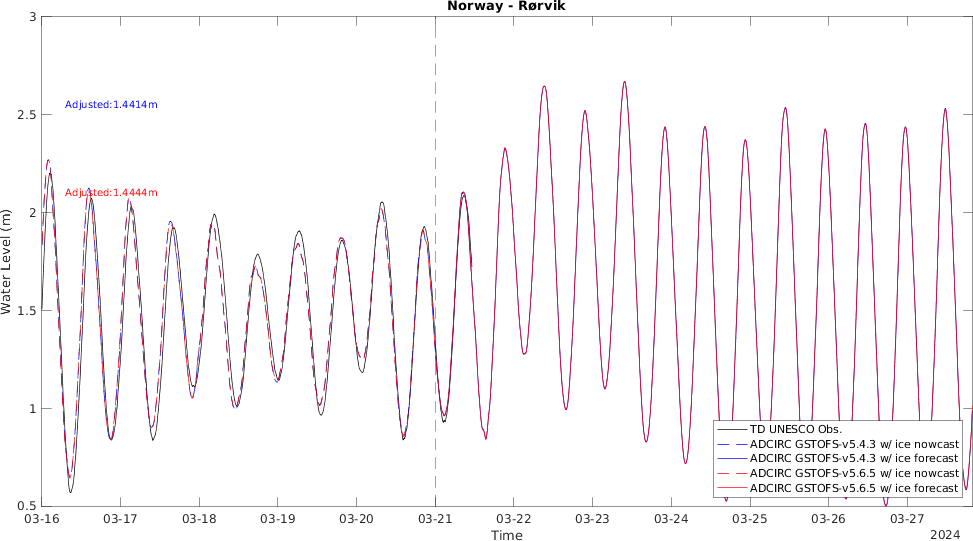 Norway - Rørvik
3
2.5
2
1.5
1
0.5
Water Level (m)
Adjusted:1.4414m
Adjusted:1.4444m
TD UNESCO Obs.
ADCIRC GSTOFS-v5.4.3 w/ ice nowcast
ADCIRC GSTOFS-v5.4.3 w/ ice forecast
ADCIRC GSTOFS-v5.6.5 w/ ice nowcast
ADCIRC GSTOFS-v5.6.5 w/ ice forecast
03-16 03-17 03-18 03-19 03-20 03-21 03-22 03-23 03-24 03-25 03-26 03-27
Time
2024